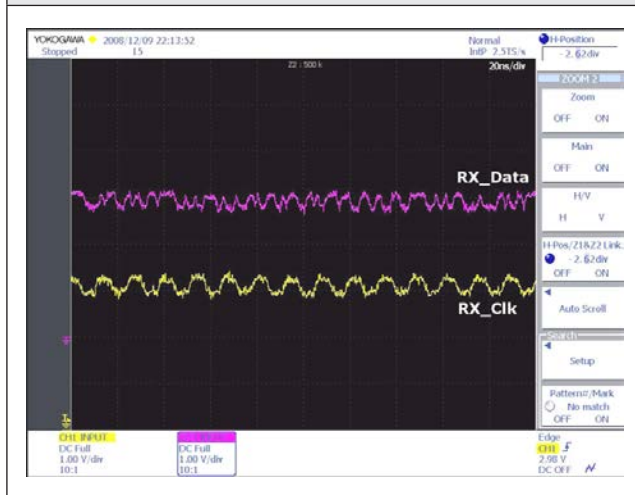 YOKOGAWA 2008/12/09 22:13:52
Stopped 15
Normal
IntP 2.5TS/s
H-Position
-2.62div
Z2 : 500 k
20ns/div
ZOOM 2
Zoom
OFF ON
Main
OFF ON
H/V
H V
H-Pos/Z1&Z2 Link.
-2.62div
OFF ON
Auto Scroll
Search
Setup
Pattern#/Mark
No match
OFF ON
RX_Data
RX_Clk
CH1 INPUT
DC Full
1.00 V/div
10:1
DC Full
1.00 V/div
10:1
Edge
CH1
2.98 V
DC OFF